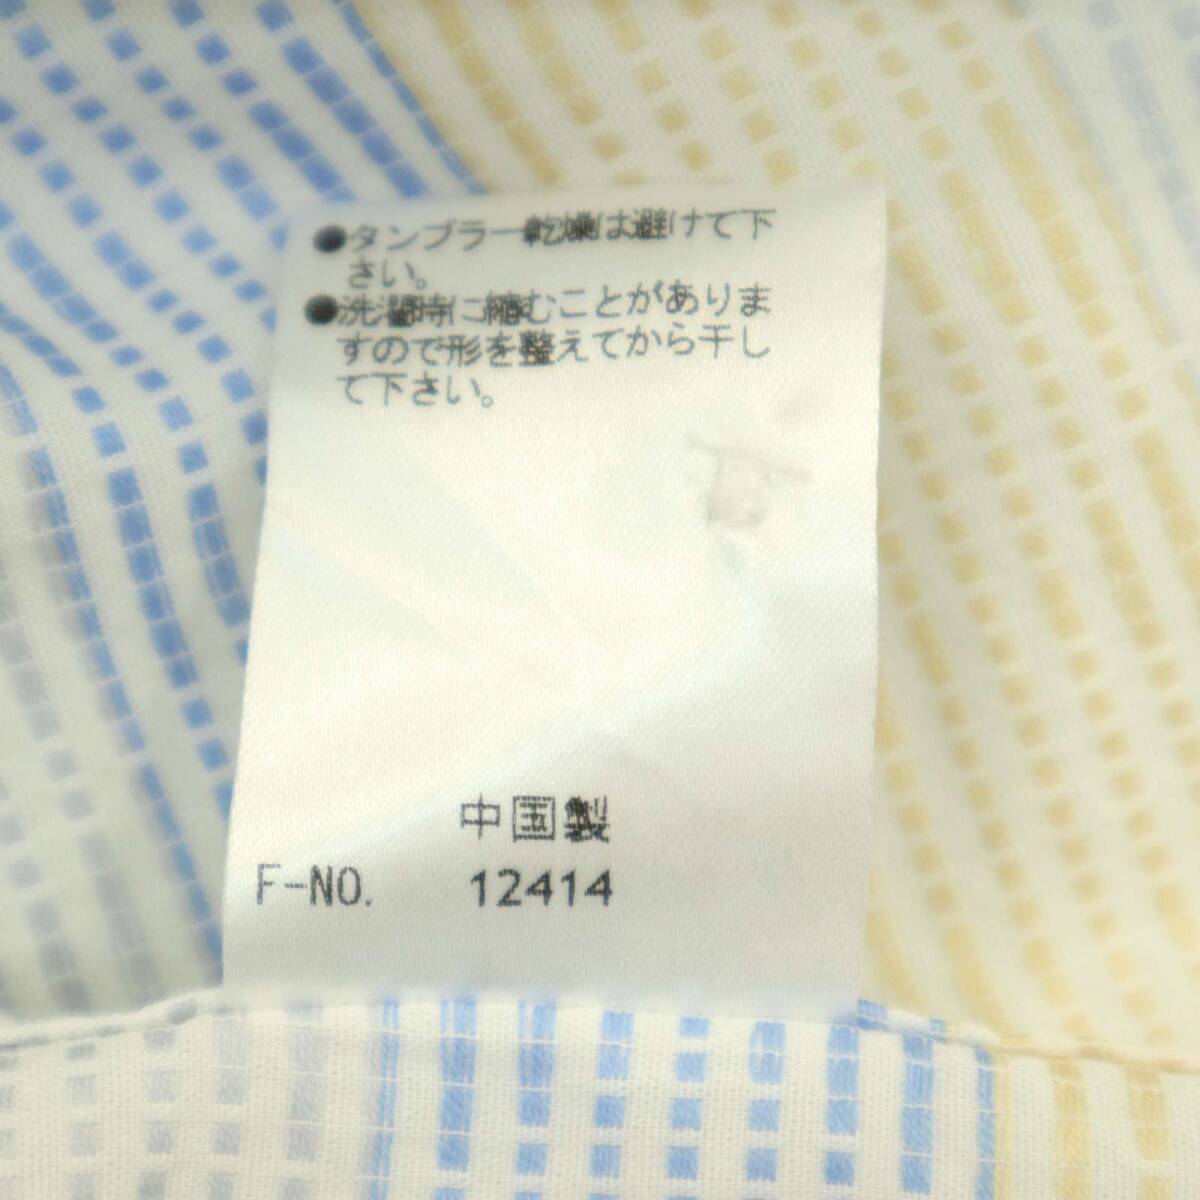 ●タンブラー乾燥は避けて下
さい。
●洗濯時に縮むことがありま
すので形を整えてから干し
て下さい。
中国製
F-NO. 12414